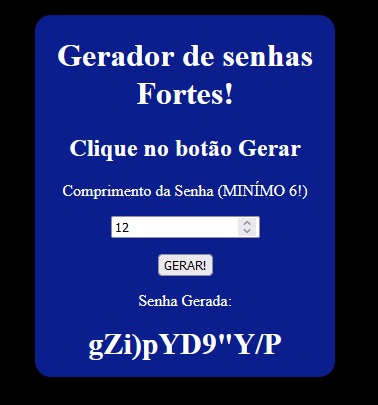 Gerador de senhas
Fortes!
Clique no botão Gerar
Comprimento da Senha (MINÍMO 6!)
12
GERAR!
Senha Gerada:
gZi)pYD9"Y/P